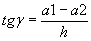 tgγ = a1 − a2 / h